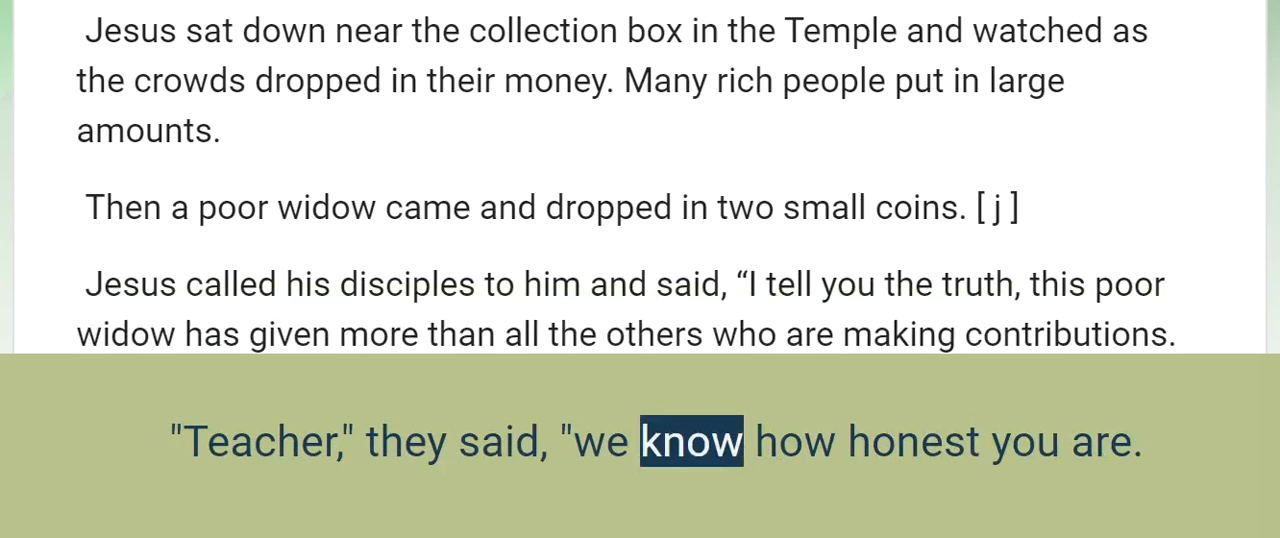 Jesus sat down near the collection box in the Temple and watched as
the crowds dropped in their money. Many rich people put in large
amounts.
Then a poor widow came and dropped in two small coins. [ j ]
Jesus called his disciples to him and said, “I tell you the truth, this poor
widow has given more than all the others who are making contributions.
"Teacher," they said, "we know how honest you are.